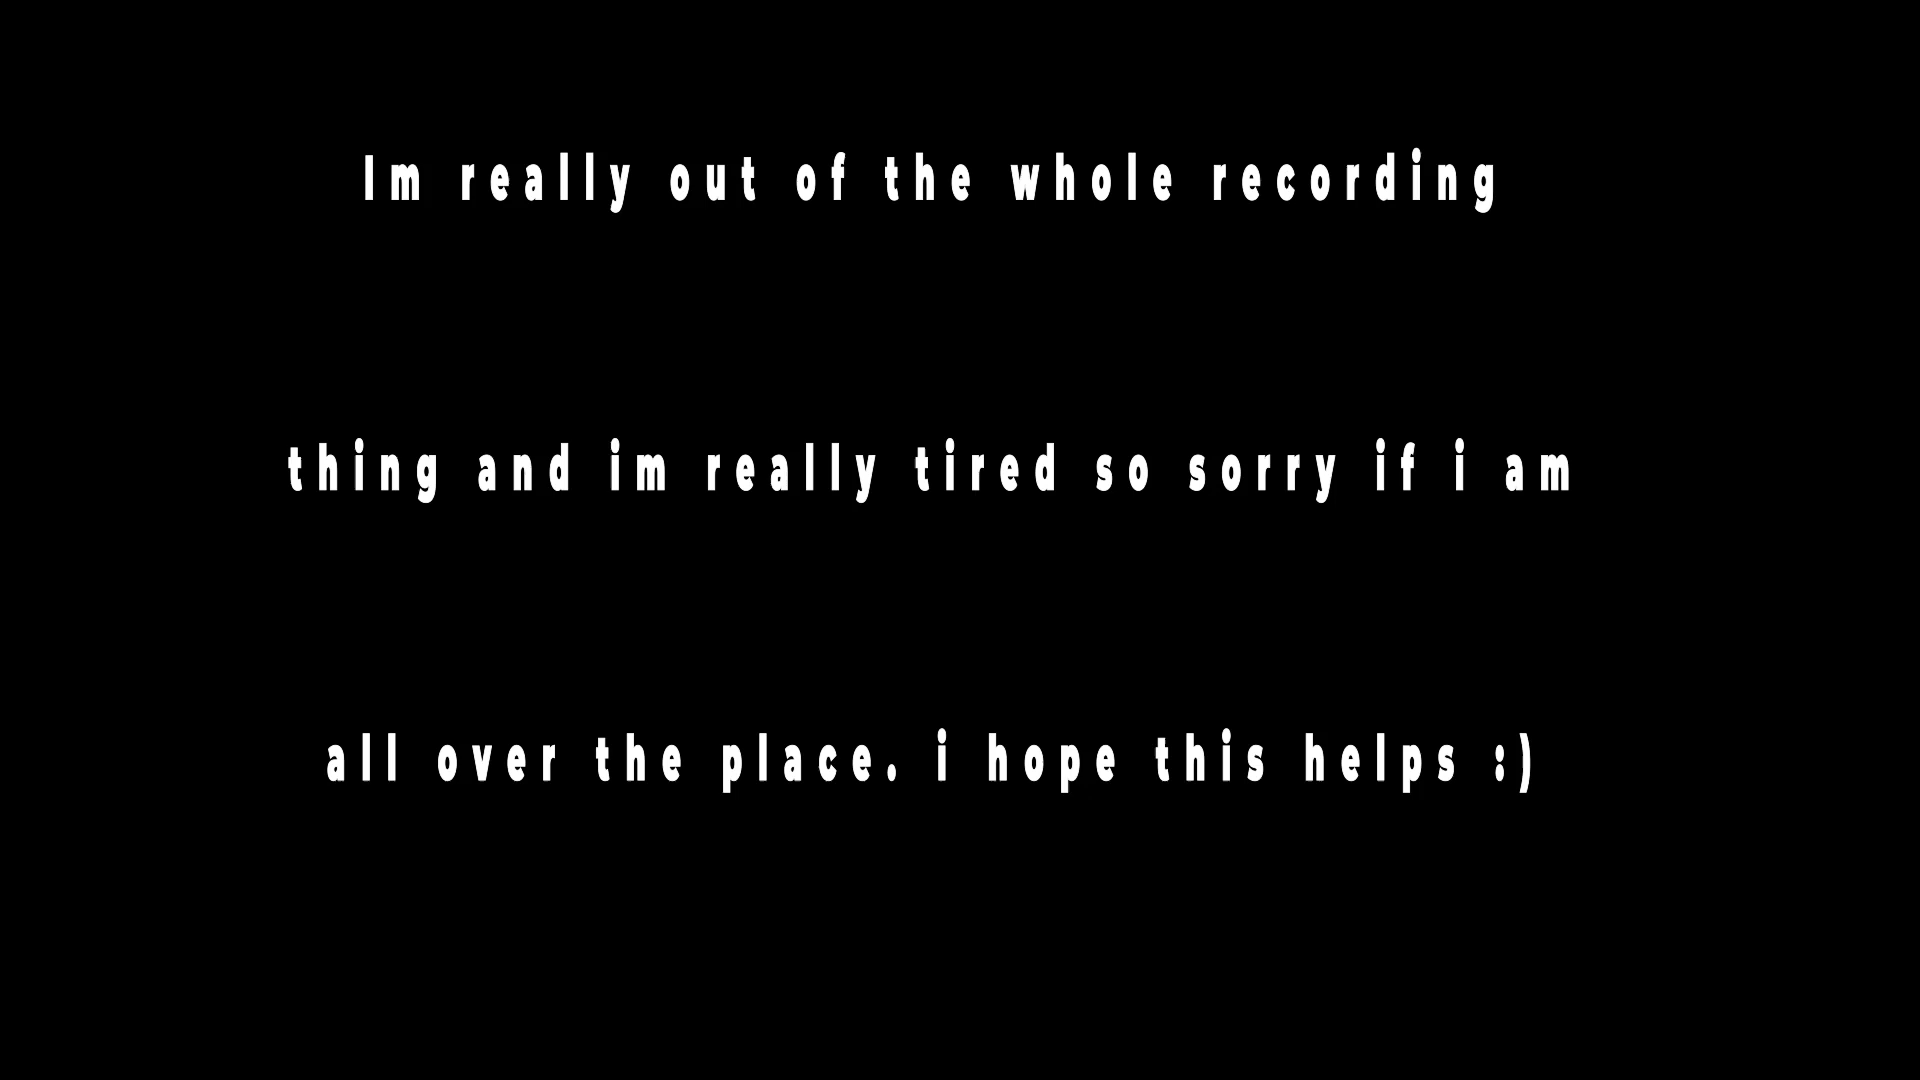 Im really out of the whole recording
thing and im really tired so sorry if i am
all over the place. i hope this helps :)